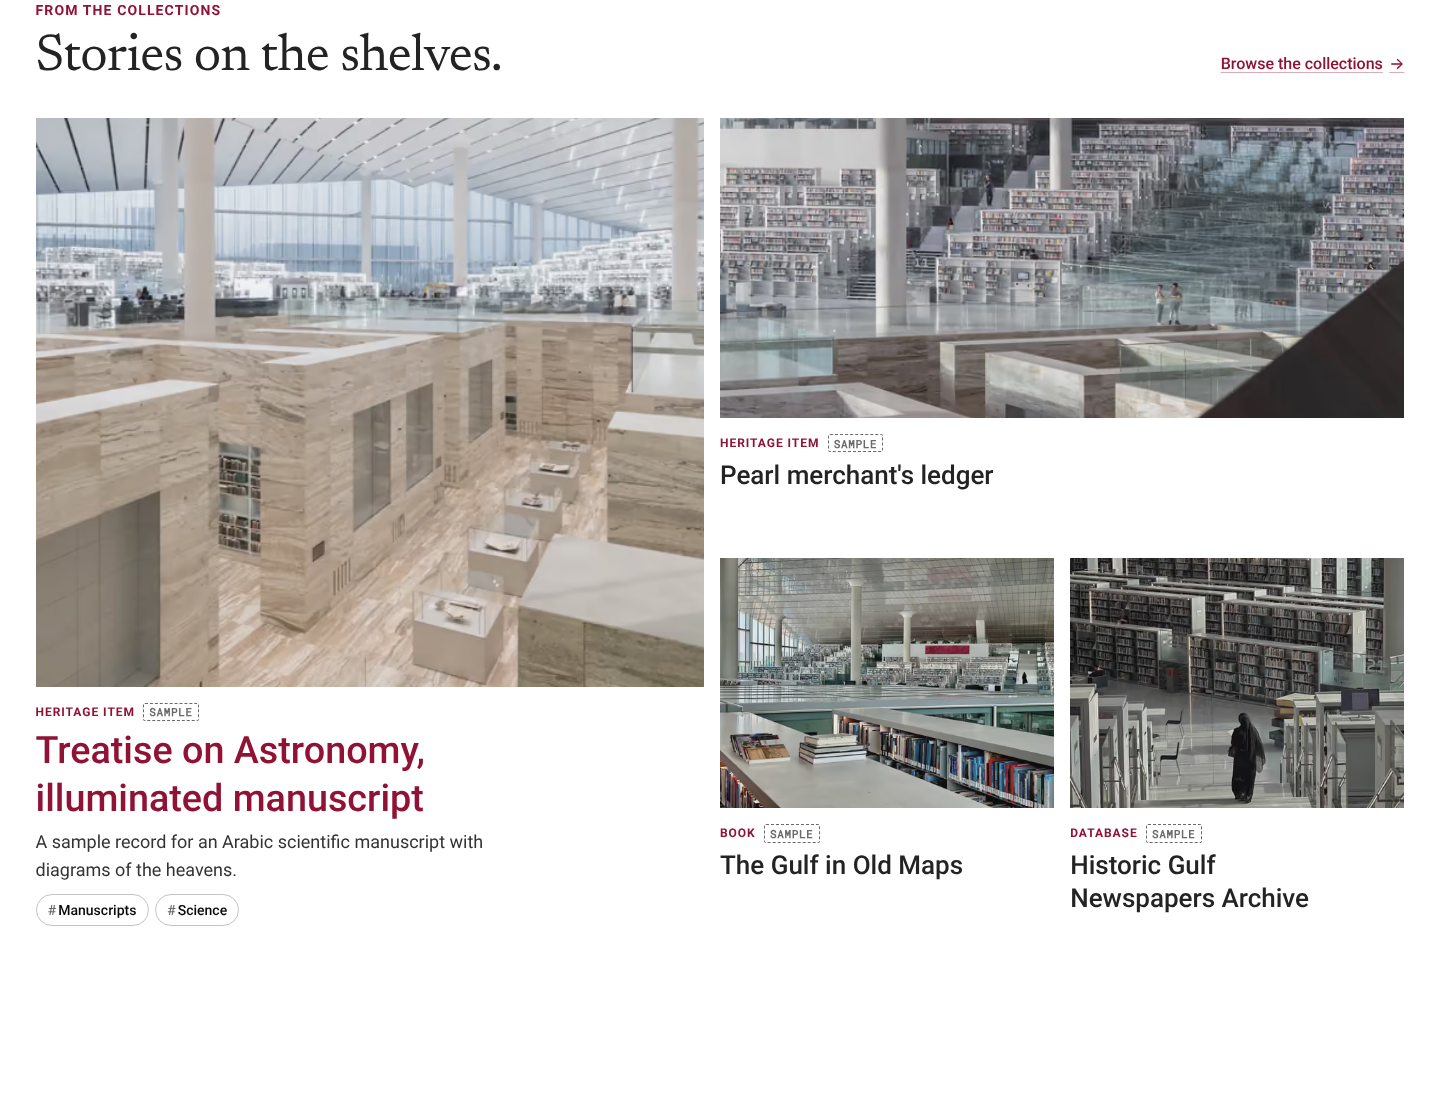 FROM THE COLLECTIONS
Stories on the shelves.
Browse the collections →
HERITAGE ITEM SAMPLE
Treatise on Astronomy,
illuminated manuscript
A sample record for an Arabic scientific manuscript with
diagrams of the heavens.
#Manuscripts #Science
HERITAGE ITEM SAMPLE
Pearl merchant's ledger
BOOK SAMPLE
The Gulf in Old Maps
DATABASE SAMPLE
Historic Gulf
Newspapers Archive